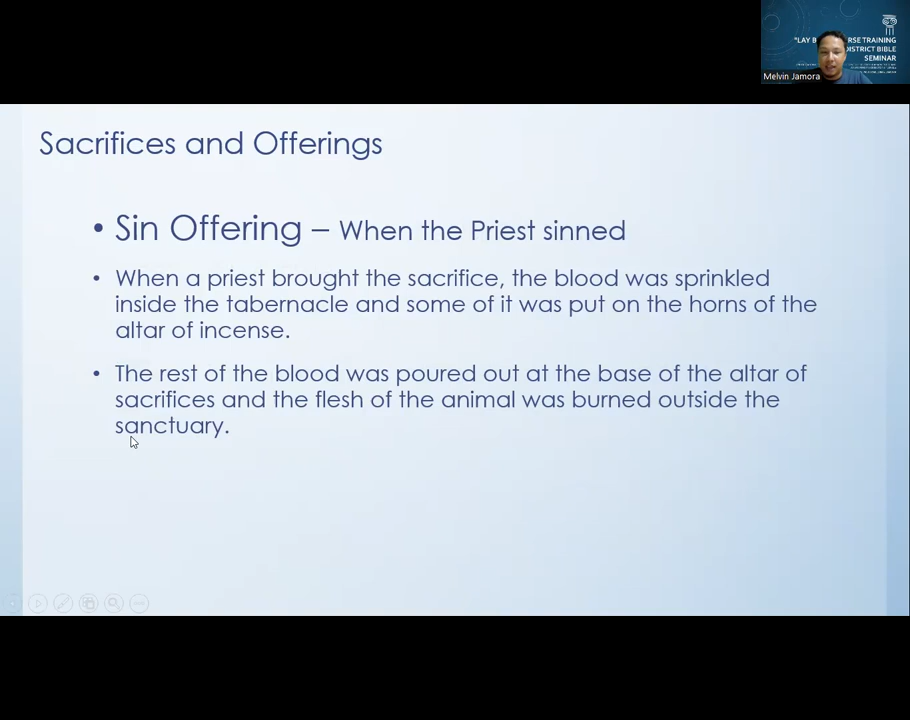 "LAY B RSE TRAINING
DISTRICT BIBLE
SEMINAR
Melvin Jamora
Sacrifices and Offerings
• Sin Offering – When the Priest sinned
• When a priest brought the sacrifice, the blood was sprinkled
inside the tabernacle and some of it was put on the horns of the
altar of incense.
• The rest of the blood was poured out at the base of the altar of
sacrifices and the flesh of the animal was burned outside the
sanctuary.